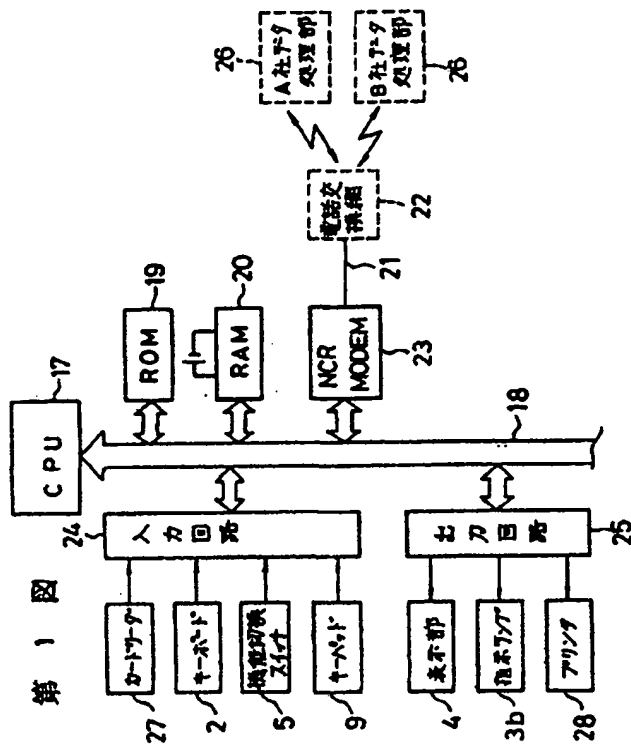 第1図
CPU
17
ROM
19
RAM
20
NCR
MODEM
23
21
電話交
換網
22
A社データ
処理部
26
B社データ
処理部
26
18
24
入力回路
カードリーダ
27
キーボード
2
機能切換
スイッチ
5
キーパッド
9
出力回路
25
表示部
4
指示ランプ
3b
プリンタ
28